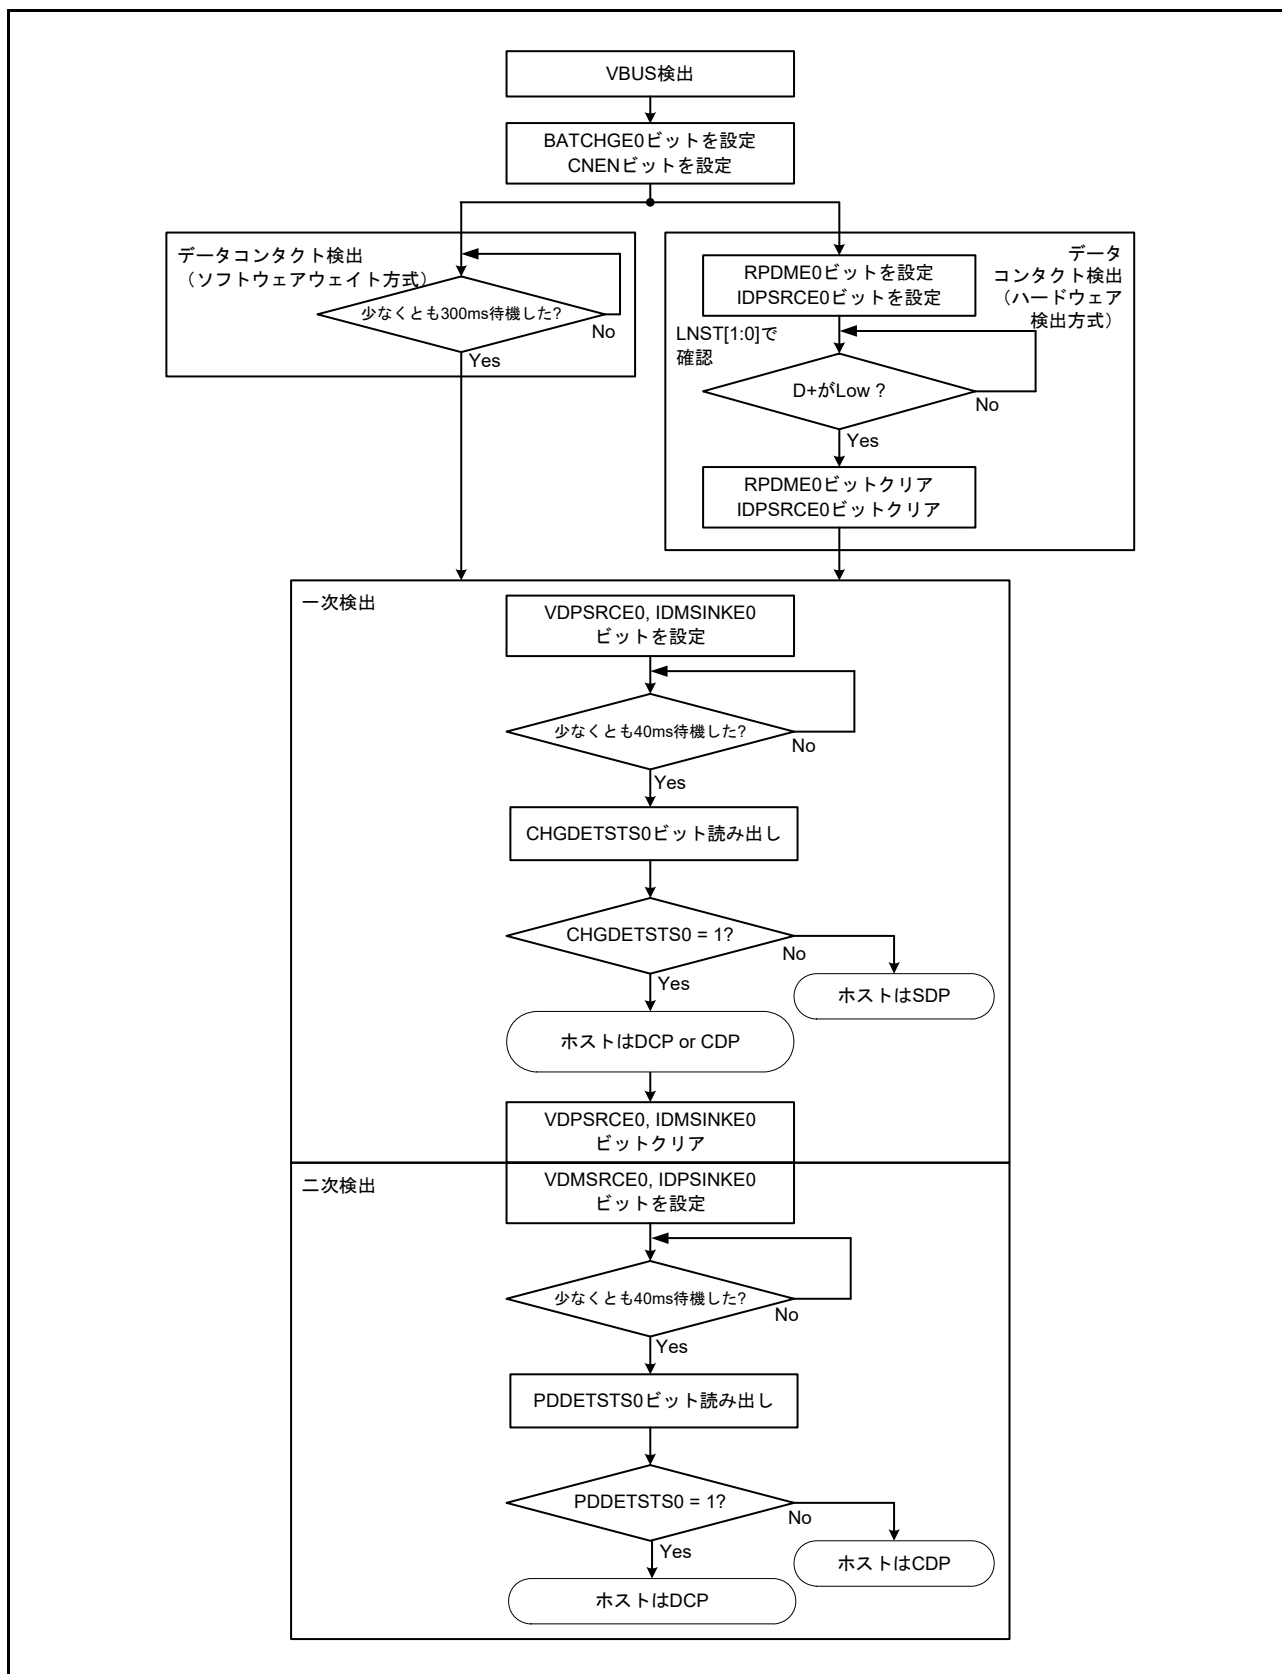 VBUS検出
BATCHGE0ビットを設定
CNENビットを設定
データコンタクト検出
（ソフトウェアウェイト方式）
少なくとも300ms待機した?
No
Yes
データ
コンタクト検出
（ハードウェア
検出方式）
RPDME0ビットを設定
IDPSRCE0ビットを設定
LNST[1:0]で
確認
D+がLow ?
No
Yes
RPDME0ビットクリア
IDPSRCE0ビットクリア
一次検出
VDPSRCE0, IDMSINKE0
ビットを設定
少なくとも40ms待機した?
No
Yes
CHGDETSTS0ビット読み出し
CHGDETSTS0 = 1?
No
Yes
ホストはSDP
ホストはDCP or CDP
VDPSRCE0, IDMSINKE0
ビットクリア
二次検出
VDMSRCE0, IDPSINKE0
ビットを設定
少なくとも40ms待機した?
No
Yes
PDDETSTS0ビット読み出し
PDDETSTS0 = 1?
No
Yes
ホストはCDP
ホストはDCP